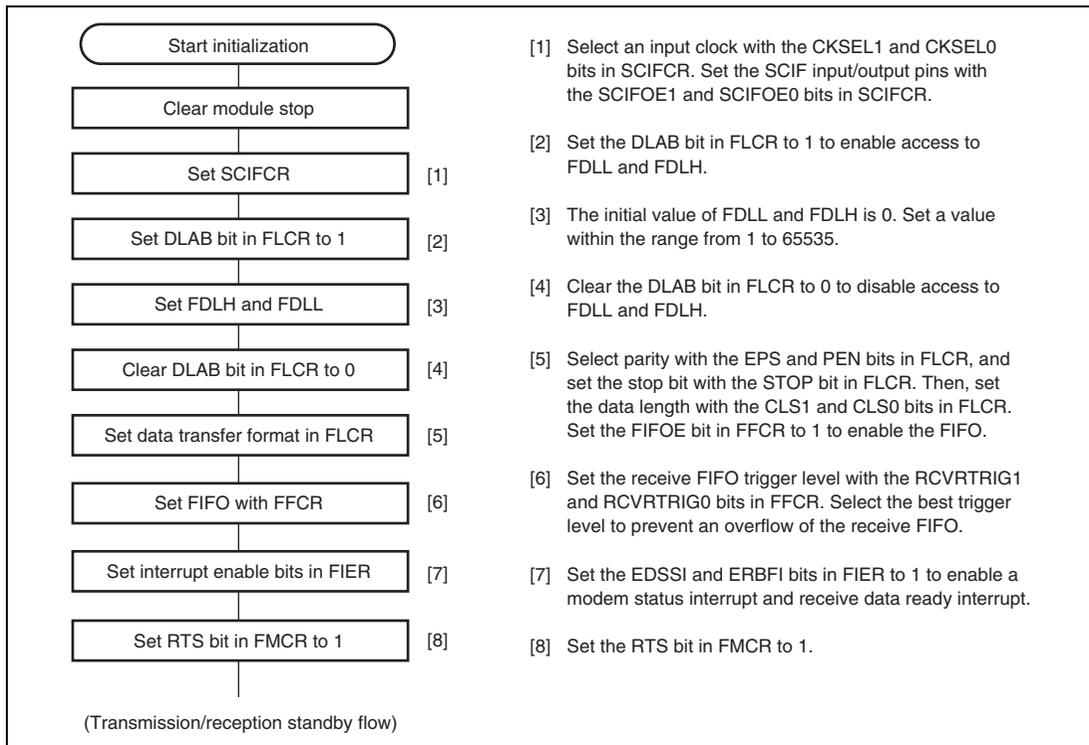 Start initialization
Clear module stop
Set SCIFCR
[1]
Set DLAB bit in FLCR to 1
[2]
Set FDLH and FDLL
[3]
Clear DLAB bit in FLCR to 0
[4]
Set data transfer format in FLCR
[5]
Set FIFO with FFCR
[6]
Set interrupt enable bits in FIER
[7]
Set RTS bit in FMCR to 1
[8]
(Transmission/reception standby flow)
[1] Select an input clock with the CKSEL1 and CKSEL0
bits in SCIFCR. Set the SCIF input/output pins with
the SCIFOE1 and SCIFOE0 bits in SCIFCR.
[2] Set the DLAB bit in FLCR to 1 to enable access to
FDLL and FDLH.
[3] The initial value of FDLL and FDLH is 0. Set a value
within the range from 1 to 65535.
[4] Clear the DLAB bit in FLCR to 0 to disable access to
FDLL and FDLH.
[5] Select parity with the EPS and PEN bits in FLCR, and
set the stop bit with the STOP bit in FLCR. Then, set
the data length with the CLS1 and CLS0 bits in FLCR.
Set the FIFOE bit in FFCR to 1 to enable the FIFO.
[6] Set the receive FIFO trigger level with the RCVRTRIG1
and RCVRTRIG0 bits in FFCR. Select the best trigger
level to prevent an overflow of the receive FIFO.
[7] Set the EDSSI and ERBFI bits in FIER to 1 to enable a
modem status interrupt and receive data ready interrupt.
[8] Set the RTS bit in FMCR to 1.